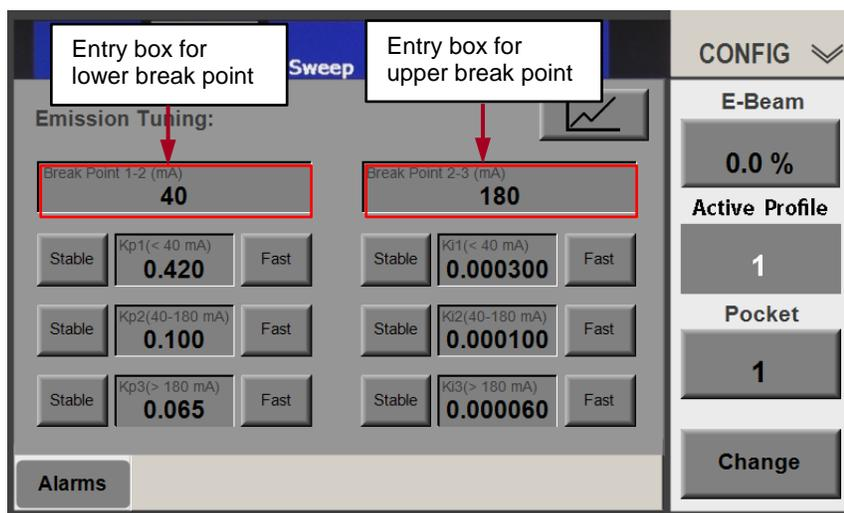 Entry box for
lower break point
Sweep
Entry box for
upper break point
CONFIG
Emission Tuning:
Break Point 1-2 (mA)
40
Break Point 2-3 (mA)
180
Stable
Kp1(< 40 mA)
0.420
Fast
Stable
Ki1(< 40 mA)
0.000300
Fast
Stable
Kp2(40-180 mA)
0.100
Fast
Stable
Ki2(40-180 mA)
0.000100
Fast
Stable
Kp3(> 180 mA)
0.065
Fast
Stable
Ki3(> 180 mA)
0.000060
Fast
Alarms
E-Beam
0.0 %
Active Profile
1
Pocket
1
Change